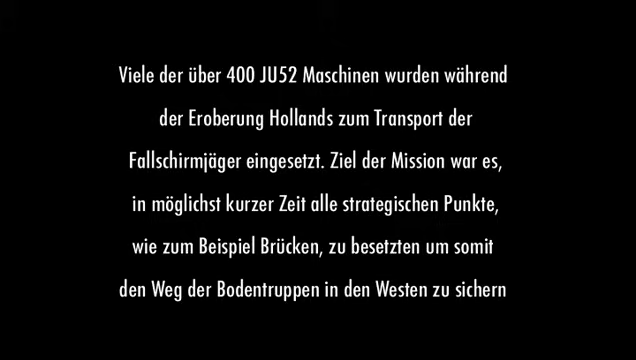 Viele der über 400 JU52 Maschinen wurden während
der Eroberung Hollands zum Transport der
Fallschirmjäger eingesetzt. Ziel der Mission war es,
in möglichst kurzer Zeit alle strategischen Punkte,
wie zum Beispiel Brücken, zu besetzten um somit
den Weg der Bodentruppen in den Westen zu sichern